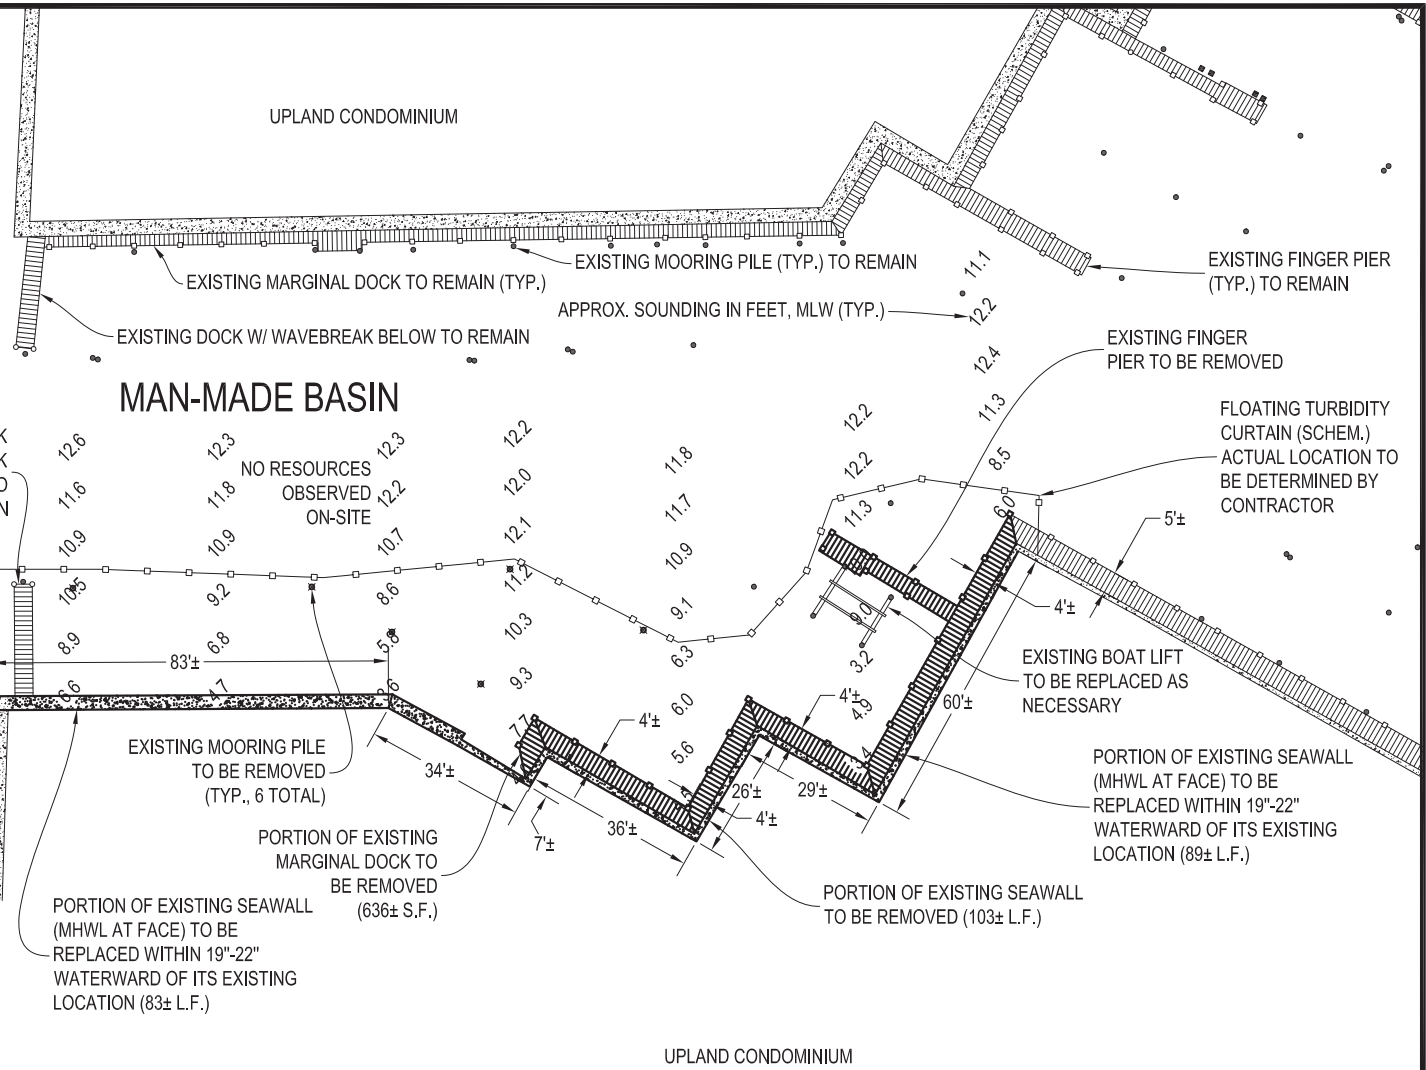 UPLAND CONDOMINIUM
EXISTING MOORING PILE (TYP.) TO REMAIN
EXISTING MARGINAL DOCK TO REMAIN (TYP.)
APPROX. SOUNDING IN FEET, MLW (TYP.)
EXISTING DOCK W/ WAVEBREAK BELOW TO REMAIN
EXISTING FINGER PIER
(TYP.) TO REMAIN
EXISTING FINGER
PIER TO BE REMOVED
11.1
12.2
12.4
11.3
8.5
6.0
MAN-MADE BASIN
FLOATING TURBIDITY
CURTAIN (SCHEM.)
ACTUAL LOCATION TO
BE DETERMINED BY
CONTRACTOR
K
K
O
N
12.6
11.6
10.9
10.5
8.9
6.6
12.3
11.8
10.9
9.2
6.8
4.7
NO RESOURCES
OBSERVED
ON-SITE
12.3
12.2
10.7
8.6
5.8
3.6
12.2
12.0
12.1
11.2
10.3
9.3
7.7
11.8
11.7
10.9
9.1
6.3
6.0
5.6
12.2
12.2
11.3
9.0
3.2
4.9
3.4
5'±
4'±
83'±
4'±
4'±
60'±
EXISTING BOAT LIFT
TO BE REPLACED AS
NECESSARY
EXISTING MOORING PILE
TO BE REMOVED
(TYP., 6 TOTAL)
34'±
7'±
36'±
26'±
4'±
29'±
PORTION OF EXISTING SEAWALL
(MHWL AT FACE) TO BE
REPLACED WITHIN 19"-22"
WATERWARD OF ITS EXISTING
LOCATION (89± L.F.)
PORTION OF EXISTING
MARGINAL DOCK TO
BE REMOVED
(636± S.F.)
PORTION OF EXISTING SEAWALL
TO BE REMOVED (103± L.F.)
PORTION OF EXISTING SEAWALL
(MHWL AT FACE) TO BE
REPLACED WITHIN 19"-22"
WATERWARD OF ITS EXISTING
LOCATION (83± L.F.)
UPLAND CONDOMINIUM